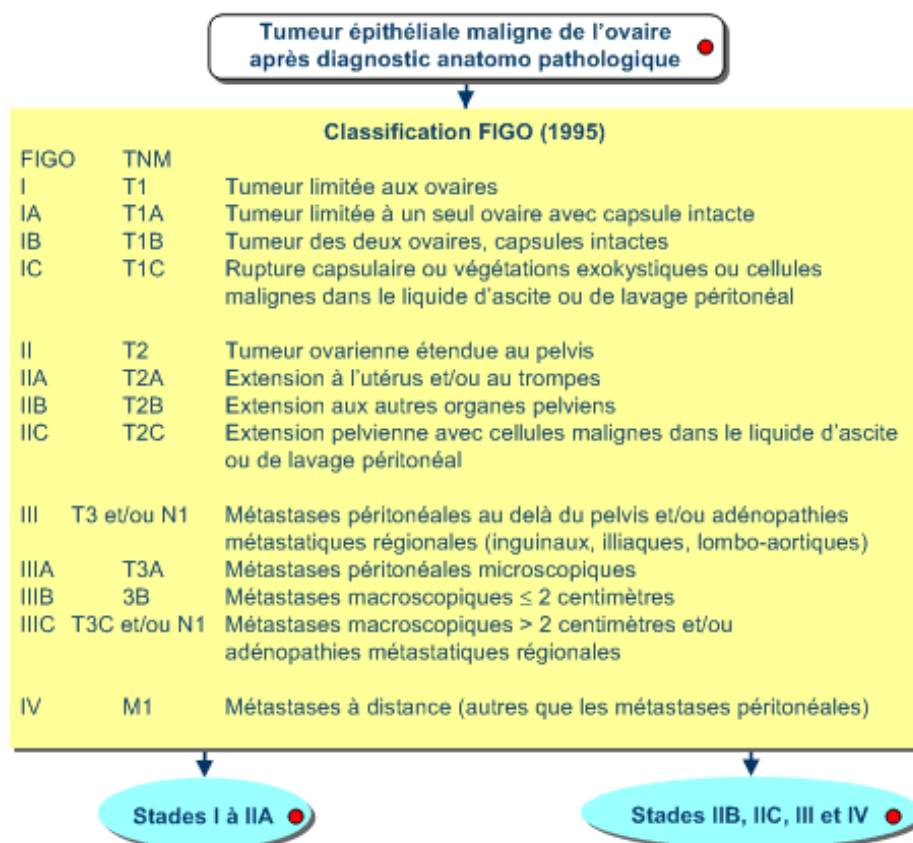 Tumeur épithéliale maligne de l'ovaire
après diagnostic anatomo pathologique
Classification FIGO (1995)
FIGO TNM
I T1 Tumeur limitée aux ovaires
IA T1A Tumeur limitée à un seul ovaire avec capsule intacte
IB T1B Tumeur des deux ovaires, capsules intactes
IC T1C Rupture capsulaire ou végétations exokystiques ou cellules
malignes dans le liquide d'ascite ou de lavage péritonéal
II T2 Tumeur ovarienne étendue au pelvis
IIA T2A Extension à l'utérus et/ou au trompes
IIB T2B Extension aux autres organes pelviens
IIC T2C Extension pelvienne avec cellules malignes dans le liquide d'ascite
ou de lavage péritonéal
III T3 et/ou N1 Métastases péritonéales au delà du pelvis et/ou adénopathies
métastatiques régionales (inguinaux, illiaques, lombo-aortiques)
IIIA T3A Métastases péritonéales microscopiques
IIIB 3B Métastases macroscopiques ≤ 2 centimètres
IIIC T3C et/ou N1 Métastases macroscopiques > 2 centimètres et/ou
adénopathies métastatiques régionales
IV M1 Métastases à distance (autres que les métastases péritonéales)
Stades I à IIA
Stades IIB, IIC, III et IV